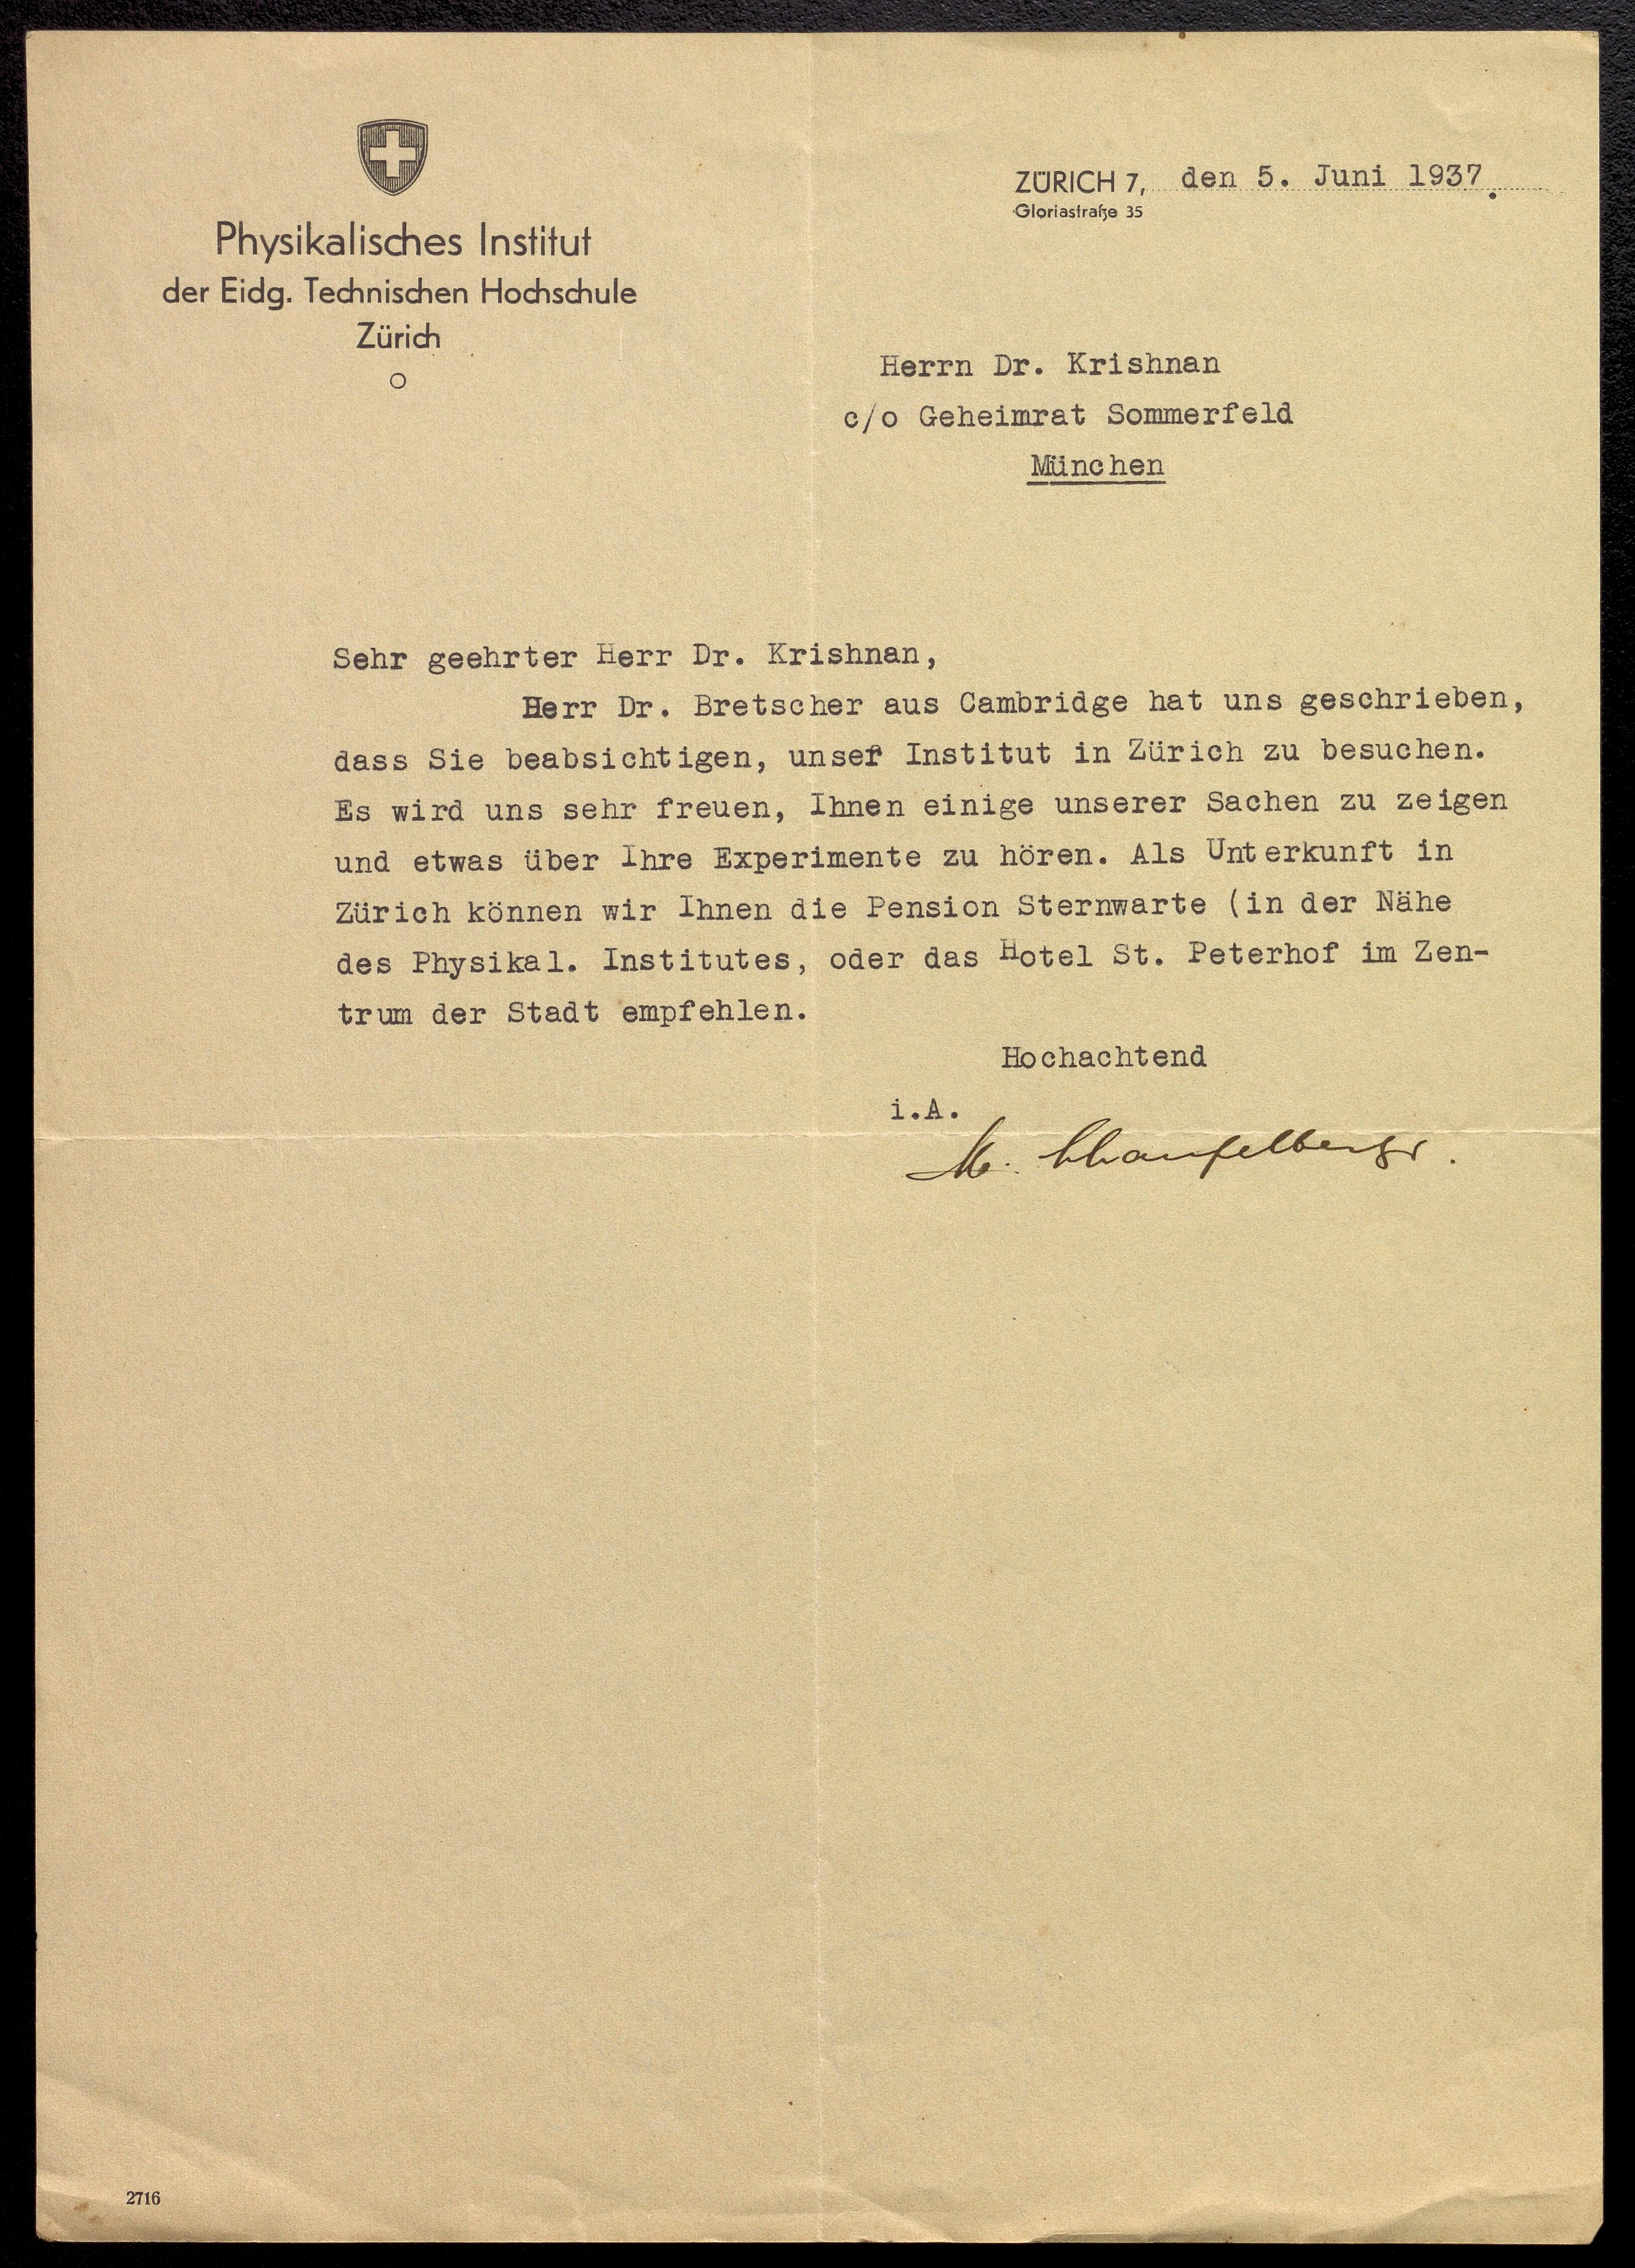 Physikalisches Institut
der Eidg. Technischen Hochschule
Zürich
ZÜRICH 7, den 5. Juni 1937.
Gloriastraße 35
Herrn Dr. Krishnan
c/o Geheimrat Sommerfeld
München
Sehr geehrter Herr Dr. Krishnan,
Herr Dr. Bretscher aus Cambridge hat uns geschrieben,
dass Sie beabsichtigen, unser Institut in Zürich zu besuchen.
Es wird uns sehr freuen, Ihnen einige unserer Sachen zu zeigen
und etwas über Ihre Experimente zu hören. Als Unterkunft in
Zürich können wir Ihnen die Pension Sternwarte (in der Nähe
des Physikal. Institutes, oder das Hotel St. Peterhof im Zen-
trum der Stadt empfehlen.
Hochachtend
i.A.
M.
2716